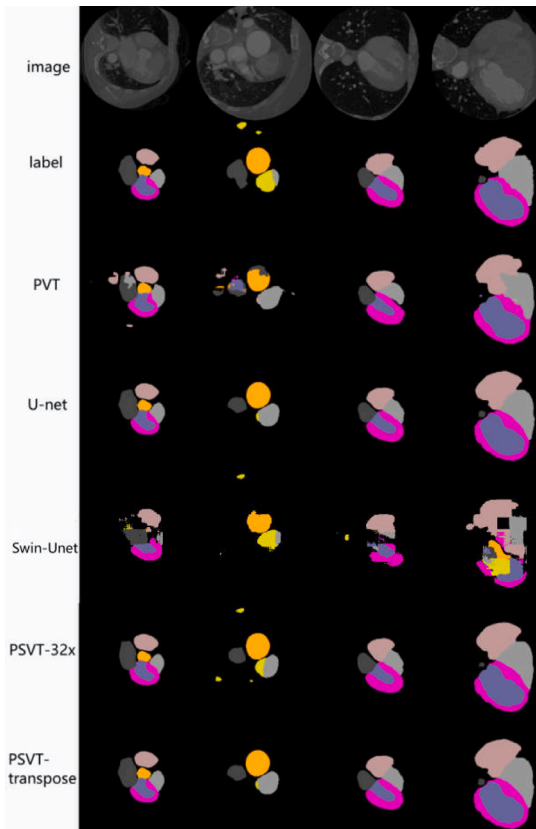 image
label
PVT
U-net
Swin-Unet
PSVT-32x
PSVT-
transpose